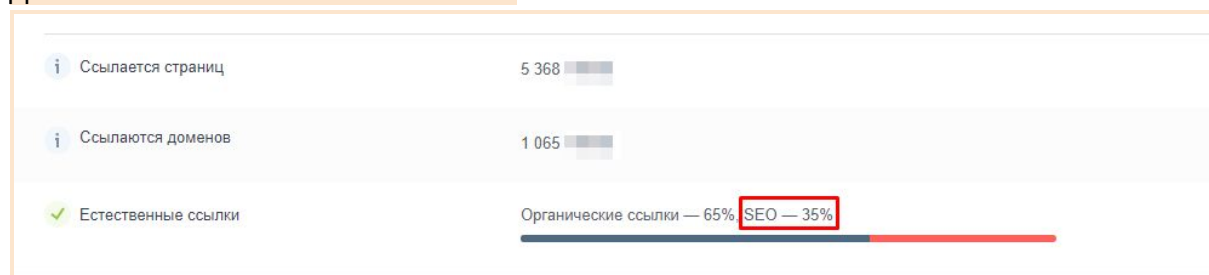 Ссылается страниц 5 368
Ссылаются доменов 1 065
Естественные ссылки Органические ссылки — 65%, SEO — 35%